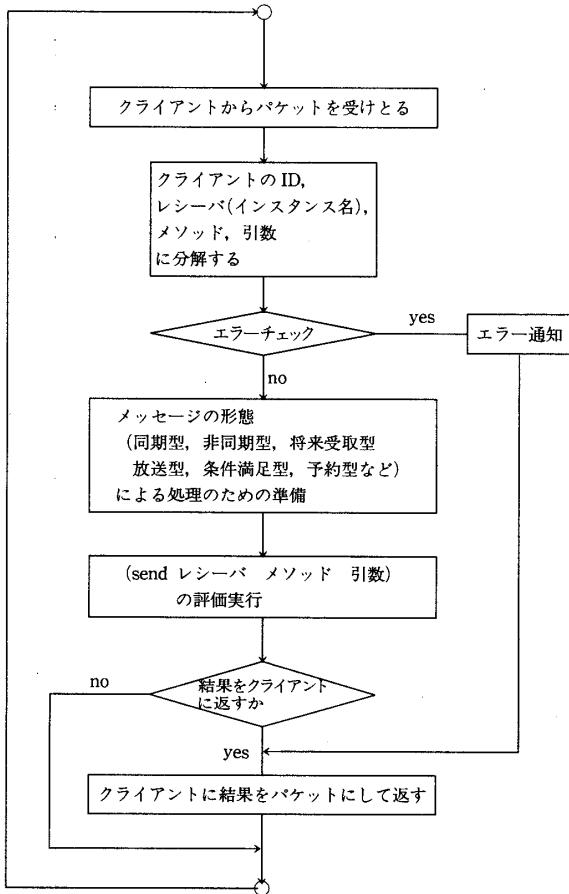 クライアントからパケットを受けとる
クライアントの ID,
レシーバ(インスタンス名),
メソッド, 引数
に分解する
エラーチェック
yes
エラー通知
no
メッセージの形態
(同期型, 非同期型, 将来受取型
放送型, 条件満足型, 予約型など)
による処理のための準備
(send レシーバ メソッド 引数)
の評価実行
no
結果をクライアント
に返すか
yes
クライアントに結果をパケットにして返す